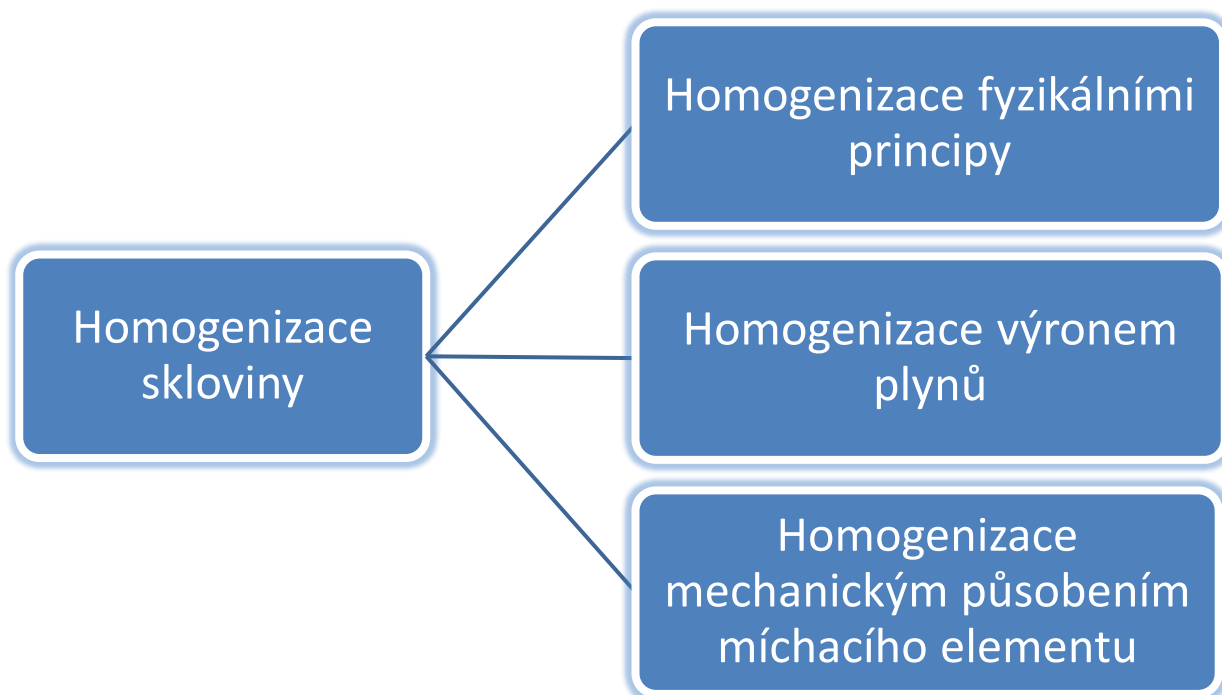 Homogenizace
skloviny
Homogenizace fyzikálními
principy
Homogenizace výronem
plynů
Homogenizace
mechanickým působením
míchacího elementu